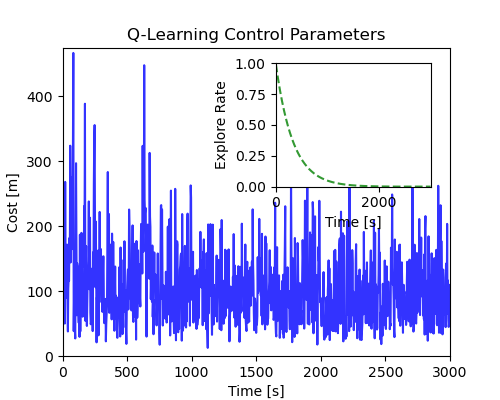 Q-Learning Control Parameters
Cost [m]
400
300
200
100
0
0 500 1000 1500 2000 2500 3000
Time [s]
Explore Rate
1.00
0.75
0.50
0.25
0.00
0 2000
Time [s]